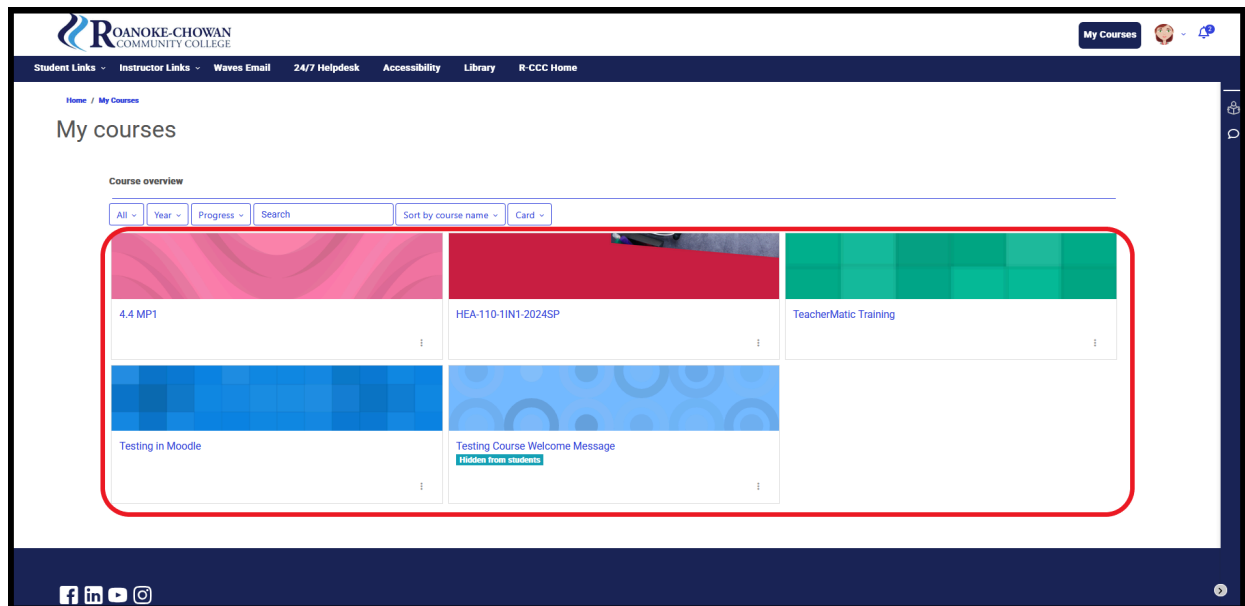 ROANOKE-CHOWAN
COMMUNITY COLLEGE
My Courses
2
Student Links
Instructor Links
Waves Email
24/7 Helpdesk
Accessibility
Library
R-CCC Home
Home / My Courses
My courses
Course overview
All
Year
Progress
Search
Sort by course name
Card
4.4 MP1
HEA-110-1IN1-2024SP
TeacherMatic Training
Testing in Moodle
Testing Course Welcome Message
Hidden from students